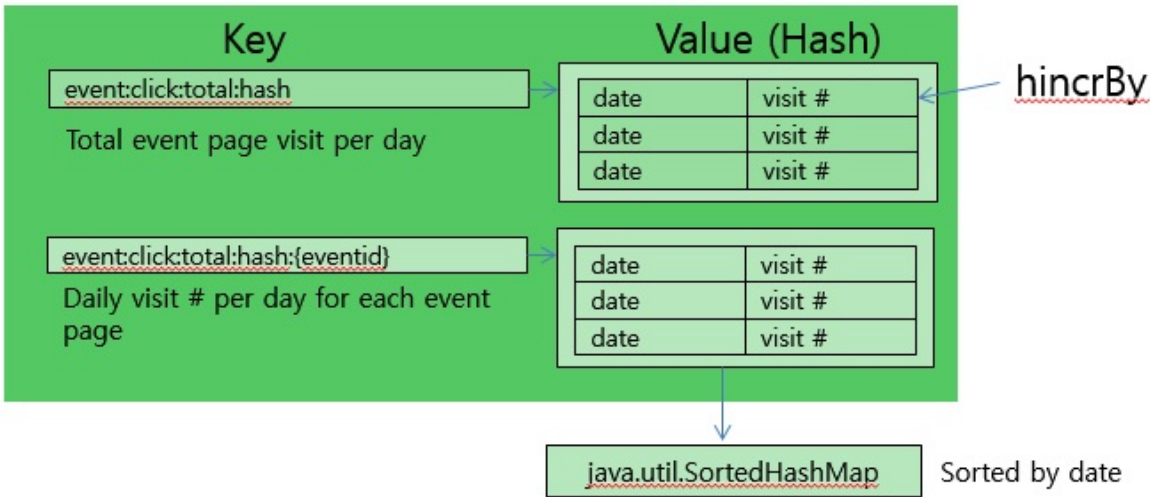 Key
Value (Hash)
event:click:total:hash
date visit #
hincrBy
Total event page visit per day
date visit #
date visit #
event:click:total:hash:{eventid}
date visit #
Daily visit # per day for each event
page
date visit #
date visit #
java.util.SortedHashMap
Sorted by date